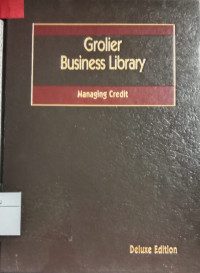 Grolier
Business Library
Managing Credit
Deluxe Edition